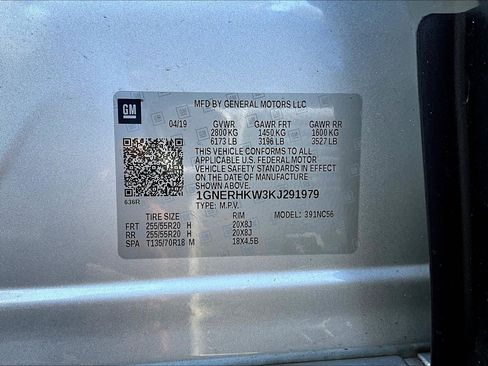 GM
MFD BY GENERAL MOTORS LLC
04/19 GVWR GAWR FRT GAWR RR
2800 KG 1450 KG 1600 KG
6173 LB 3196 LB 3527 LB
THIS VEHICLE CONFORMS TO ALL
APPLICABLE U.S. FEDERAL MOTOR
VEHICLE SAFETY STANDARDS IN EFFECT
ON THE DATE OF MANUFACTURE SHOWN ABOVE.
1GNERHKW3KJ291979
636R TYPE: M.P.V.
TIRE SIZE RIM MODEL: 391NC56
FRT 255/55R20 H 20X8J
RR 255/55R20 H 20X8J
SPA T135/70R18 M 18X4.5B